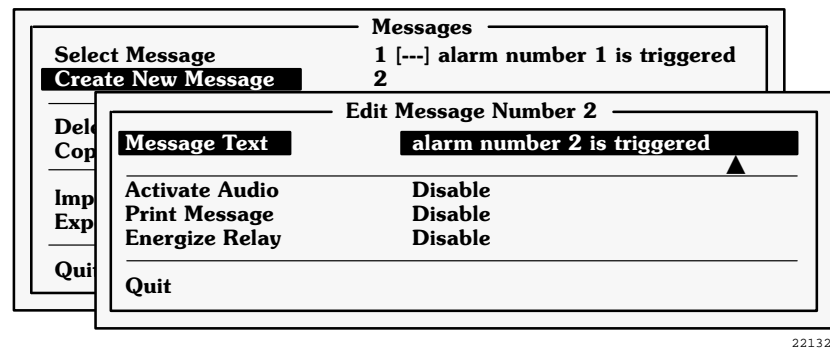 Messages
Select Message 1 [---] alarm number 1 is triggered
Create New Message 2
Edit Message Number 2
Dele
Cop
Message Text alarm number 2 is triggered
Activate Audio Disable
Imp
Print Message Disable
Exp
Energize Relay Disable
Qui
Quit
22132